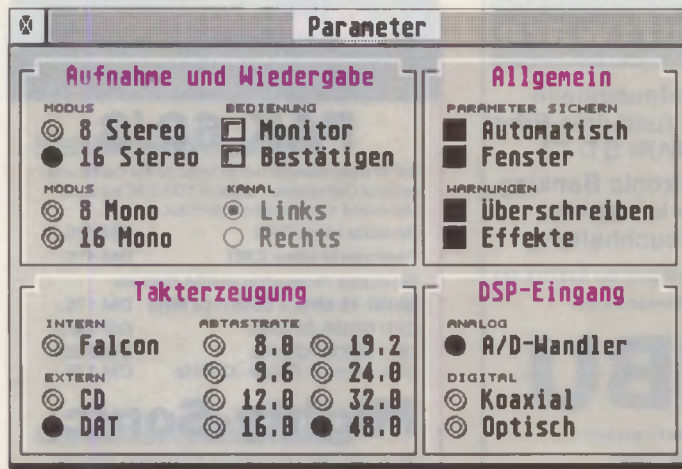 Parameter
Aufnahme und Wiedergabe
MODUS
8 Stereo
16 Stereo
BEDIENUNG
Monitor
Bestätigen
MODUS
8 Mono
16 Mono
KANAL
Links
Rechts
Allgemein
PARAMETER SICHERN
Automatisch
Fenster
WARNUNGEN
Überschreiben
Effekte
Takterzeugung
INTERN
Falcon
EXTERN
CD
DAT
ABTASTRATE
8.0 19.2
9.6 24.0
12.0 32.0
16.0 48.0
DSP-Eingang
ANALOG
A/D-Wandler
DIGITAL
Koaxial
Optisch